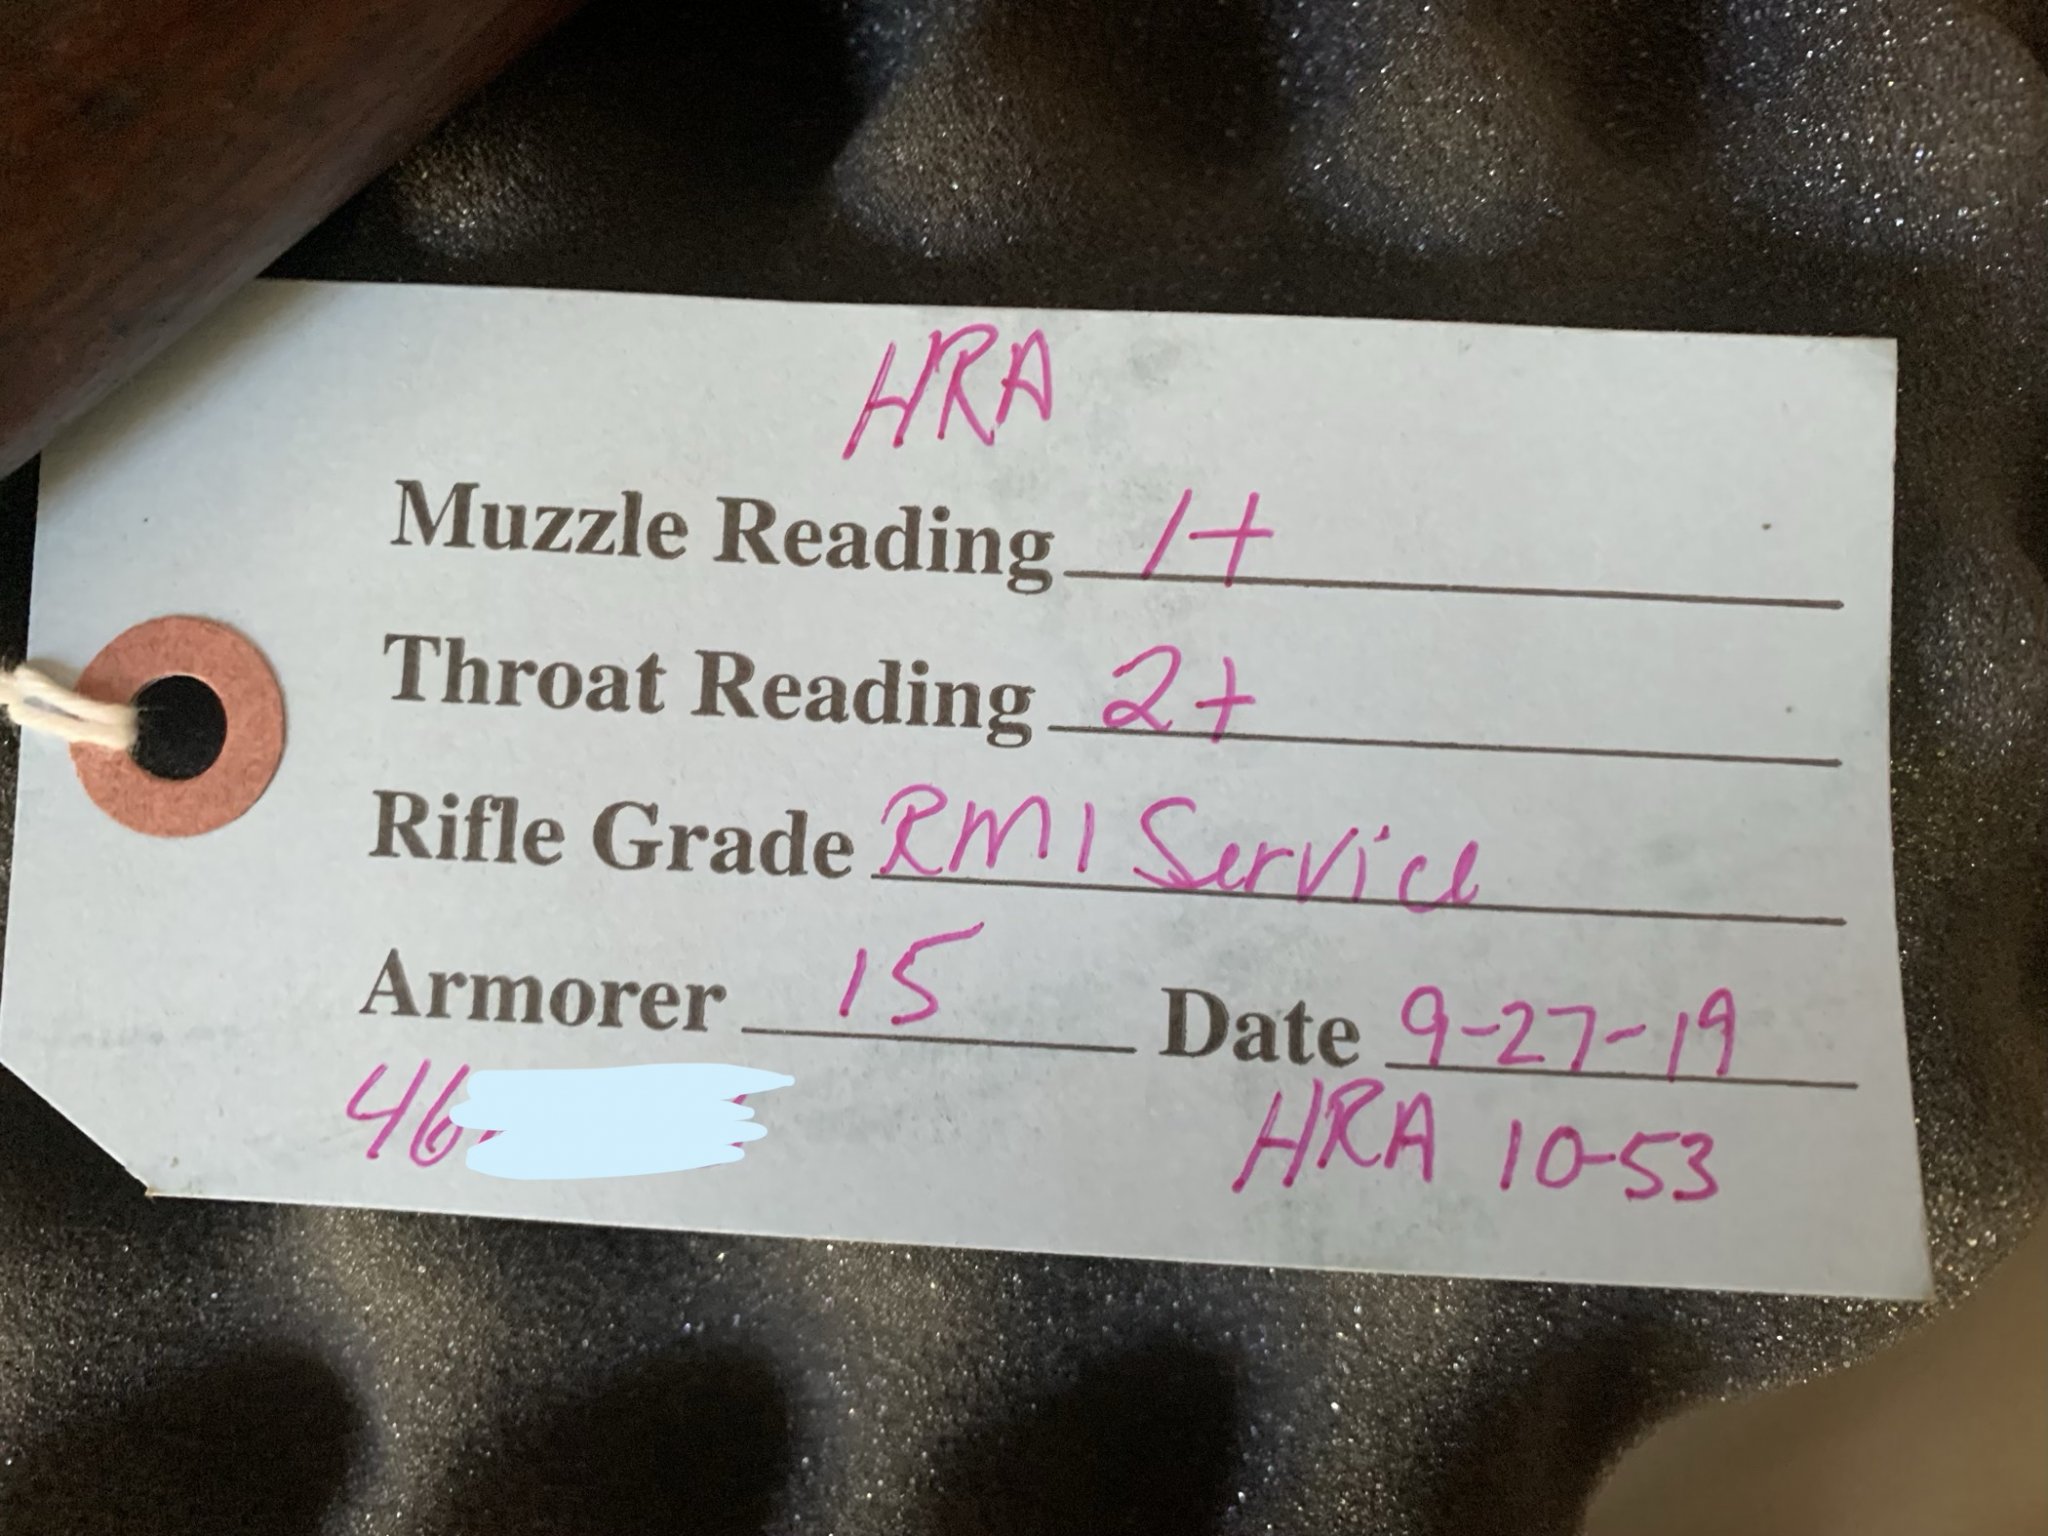 HRA
Muzzle Reading 1+
Throat Reading 2+
Rifle Grade RM1 Service
Armorer 15 Date 9-27-19
46 HRA 10-53